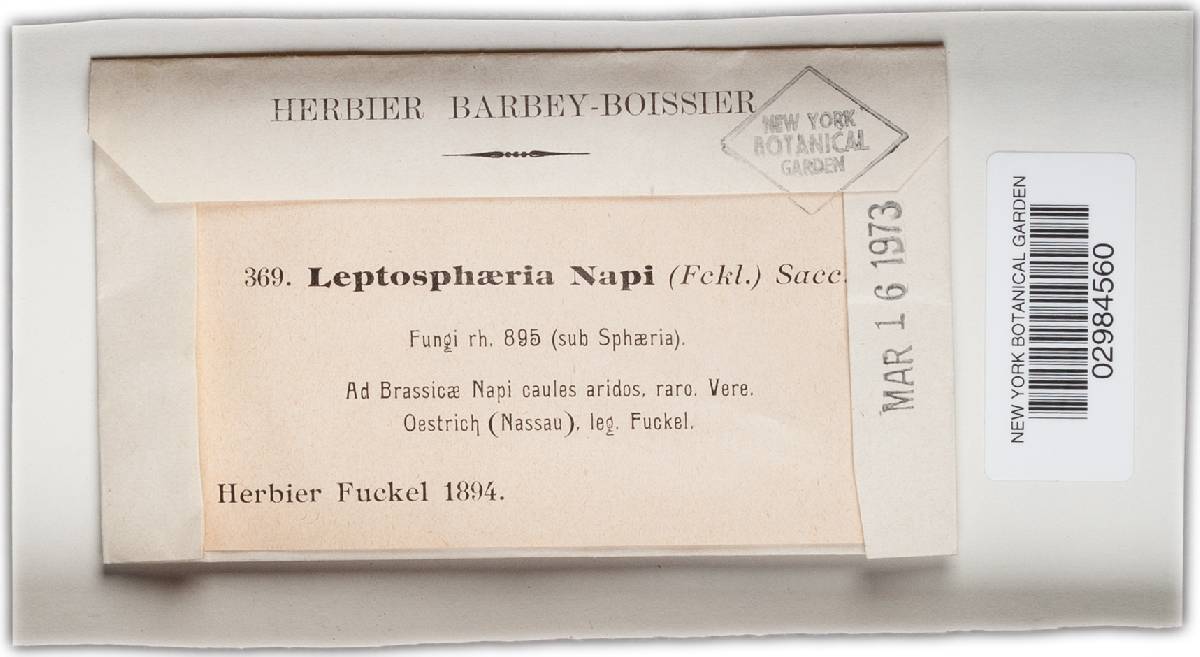 HERBIER BARBEY-BOISSIER
NEW YORK
BOTANICAL
GARDEN
MAR 16 1973
369. Leptosphæria Napi (Fckl.) Sacc.
Fungi rh. 895 (sub Sphæria).
Ad Brassicæ Napi caules aridos, raro. Vere.
Oestrich (Nassau), leg. Fuckel.
Herbier Fuckel 1894.
NEW YORK BOTANICAL GARDEN
02984560